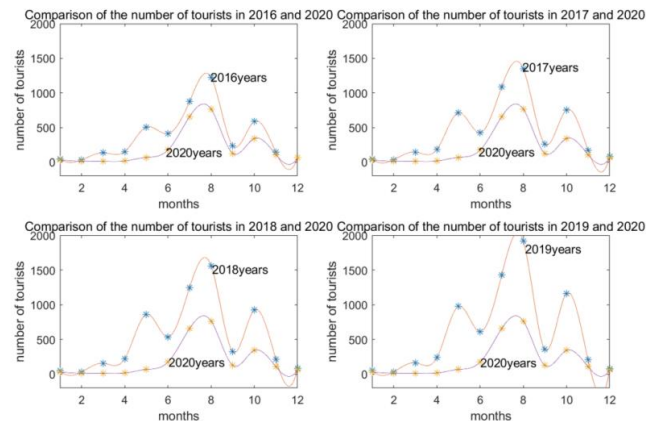 Comparison of the number of tourists in 2016 and 2020
2000
1500
1000
500
0
number of tourists
2016years
2020years
2 4 6 8 10 12
months
Comparison of the number of tourists in 2017 and 2020
2000
1500
1000
500
0
number of tourists
2017years
2020years
2 4 6 8 10 12
months
Comparison of the number of tourists in 2018 and 2020
2000
1500
1000
500
0
number of tourists
2018years
2020years
2 4 6 8 10 12
months
Comparison of the number of tourists in 2019 and 2020
2000
1500
1000
500
0
number of tourists
2019years
2020years
2 4 6 8 10 12
months